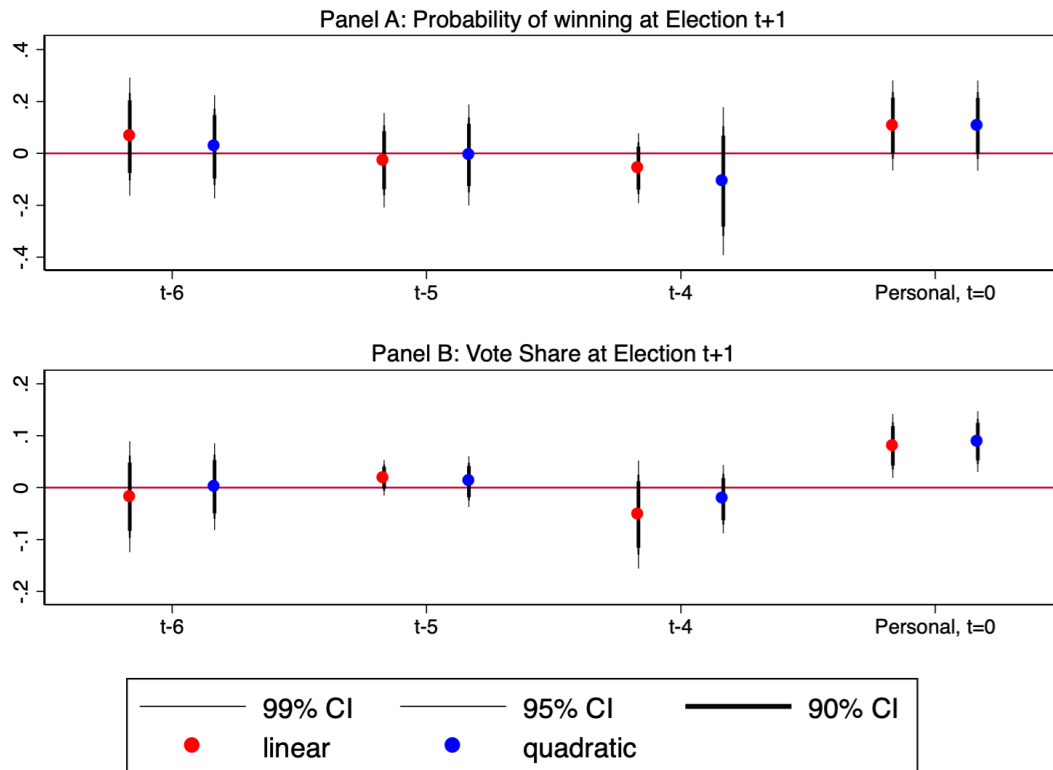 Panel A: Probability of winning at Election t+1
.4
.2
0
-.2
-.4
t-6 t-5 t-4 Personal, t=0
Panel B: Vote Share at Election t+1
.2
.1
0
-.1
-.2
t-6 t-5 t-4 Personal, t=0
99% CI 95% CI 90% CI
linear quadratic